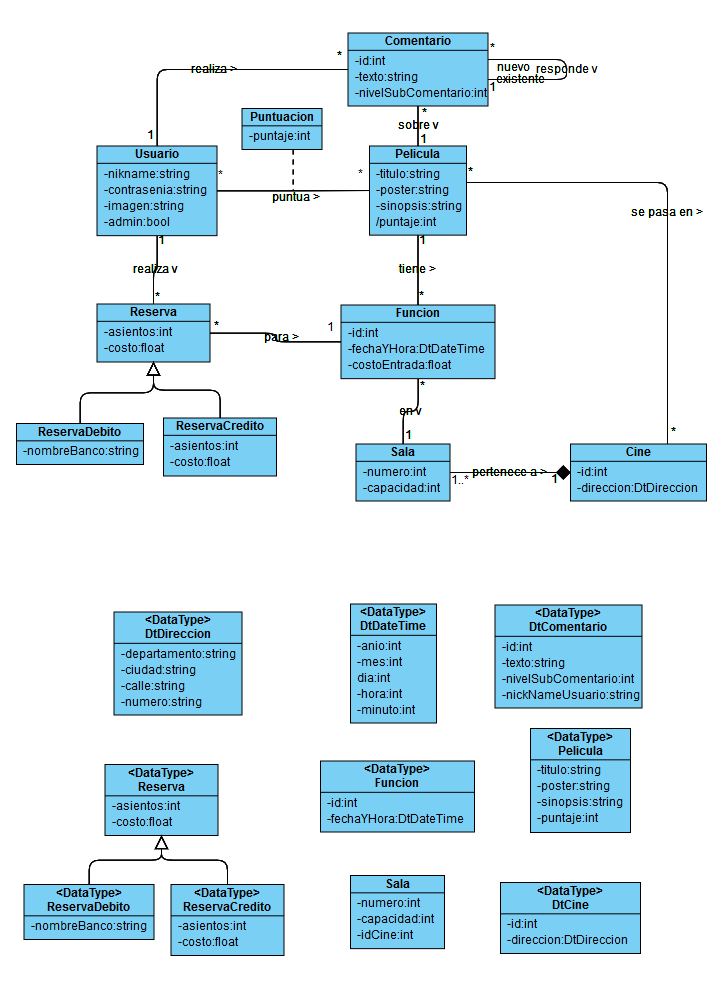 Comentario
-id:int
-texto:string
-nivelSubComentario:int
*
realiza >
*
1
nuevo
existente
responde v
1
*
sobre v
1
Puntuacion
-puntaje:int
Usuario
-nikname:string
-contrasenia:string
-imagen:string
-admin:bool
*
puntua >
*
Pelicula
-titulo:string
-poster:string
-sinopsis:string
/puntaje:int
*
se pasa en >
*
1
realiza v
*
1
tiene >
*
Reserva
-asientos:int
-costo:float
*
para >
1
Funcion
-id:int
-fechaYHora:DtDateTime
-costoEntrada:float
ReservaDebito
-nombreBanco:string
ReservaCredito
-asientos:int
-costo:float
*
en v
1
Sala
-numero:int
-capacidad:int
1..*
pertenece a >
1
Cine
-id:int
-direccion:DtDireccion
<DataType>
DtDireccion
-departamento:string
-ciudad:string
-calle:string
-numero:string
<DataType>
DtDateTime
-anio:int
-mes:int
dia:int
-hora:int
-minuto:int
<DataType>
DtComentario
-id:int
-texto:string
-nivelSubComentario:int
-nickNameUsuario:string
<DataType>
Reserva
-asientos:int
-costo:float
<DataType>
Funcion
-id:int
-fechaYHora:DtDateTime
<DataType>
Pelicula
-titulo:string
-poster:string
-sinopsis:string
-puntaje:int
<DataType>
ReservaDebito
-nombreBanco:string
<DataType>
ReservaCredito
-asientos:int
-costo:float
Sala
-numero:int
-capacidad:int
-idCine:int
<DataType>
DtCine
-id:int
-direccion:DtDireccion